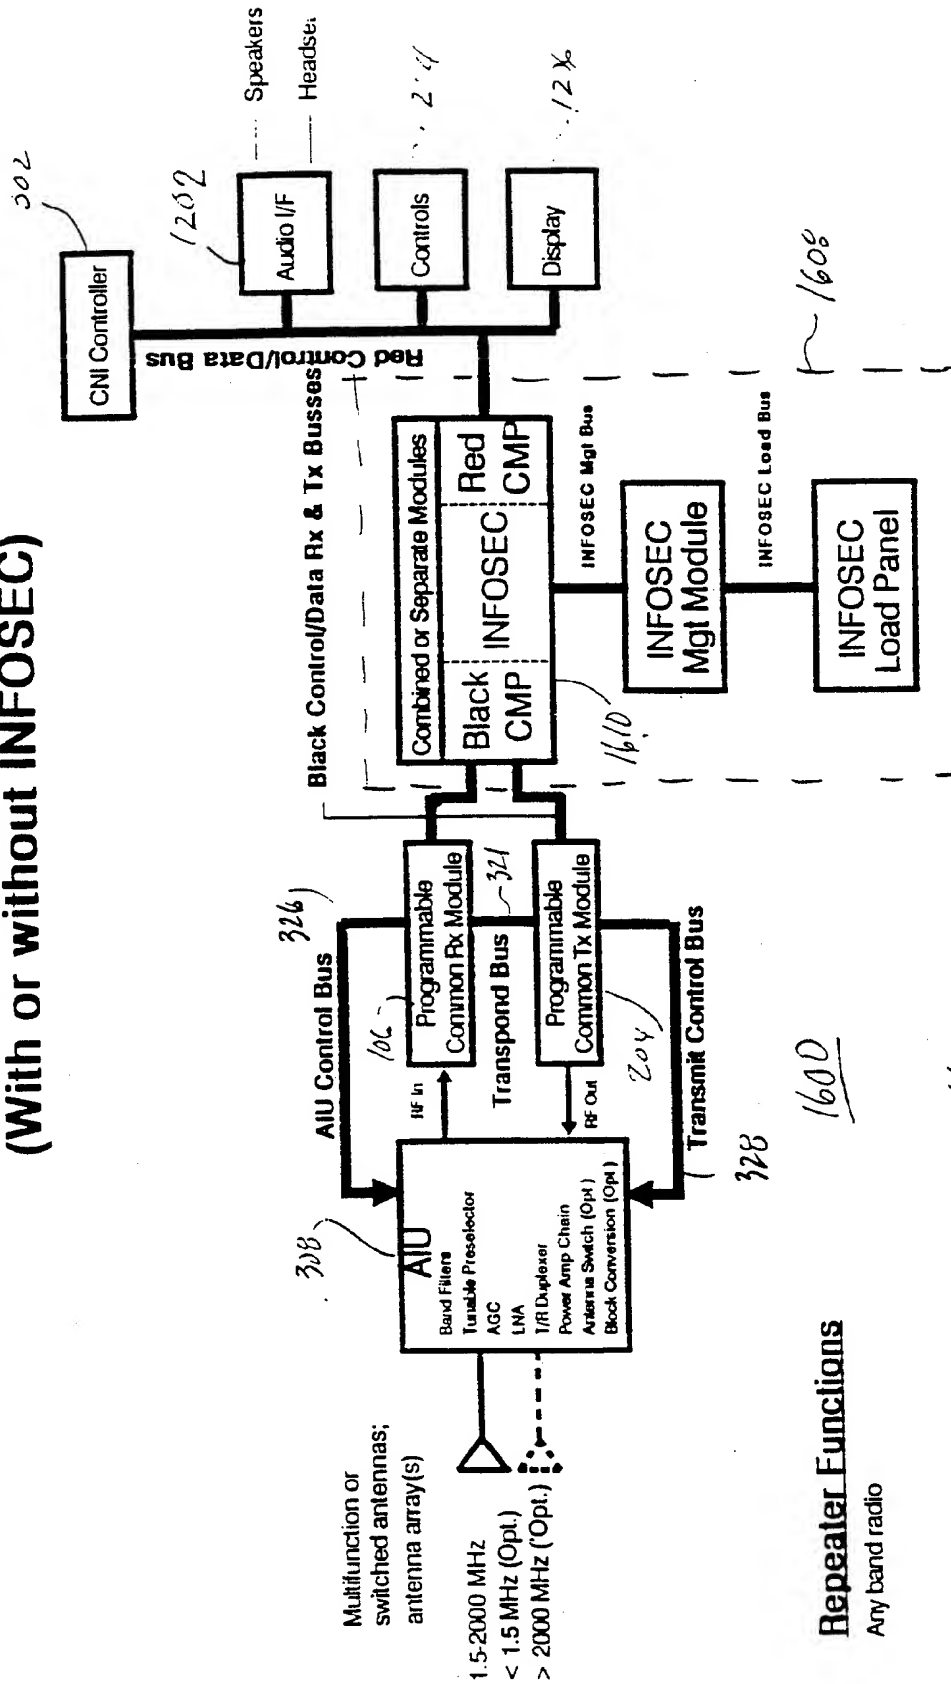 (With or without INFOSEC)
302
CNI Controller
Red Control/Data Bus
1202
Audio I/F
Speakers
Controls
Display
Black Control/Data Rx & Tx Busses
Combined or Separate Modules
Black CMP
INFOSEC
Red CMP
1610
INFOSEC Mgt Bus
INFOSEC Mgt Module
INFOSEC Load Bus
INFOSEC Load Panel
1608
326
AIU Control Bus
106
Programmable
Common Rx Module
Transpond Bus
321
Programmable
Common Tx Module
204
Transmit Control Bus
328
RF In
RF Out
308
AIU
Band Filters
Tunable Preselector
AGC
LNA
T/R Duplexer
Power Amp Chain
Antenna Switch (Opt)
Block Conversion (Opt)
Multifunction or
switched antennas;
antenna array(s)
1.5-2000 MHz
< 1.5 MHz (Opt.)
> 2000 MHz (Opt.)
1600
Repeater Functions
Any band radio